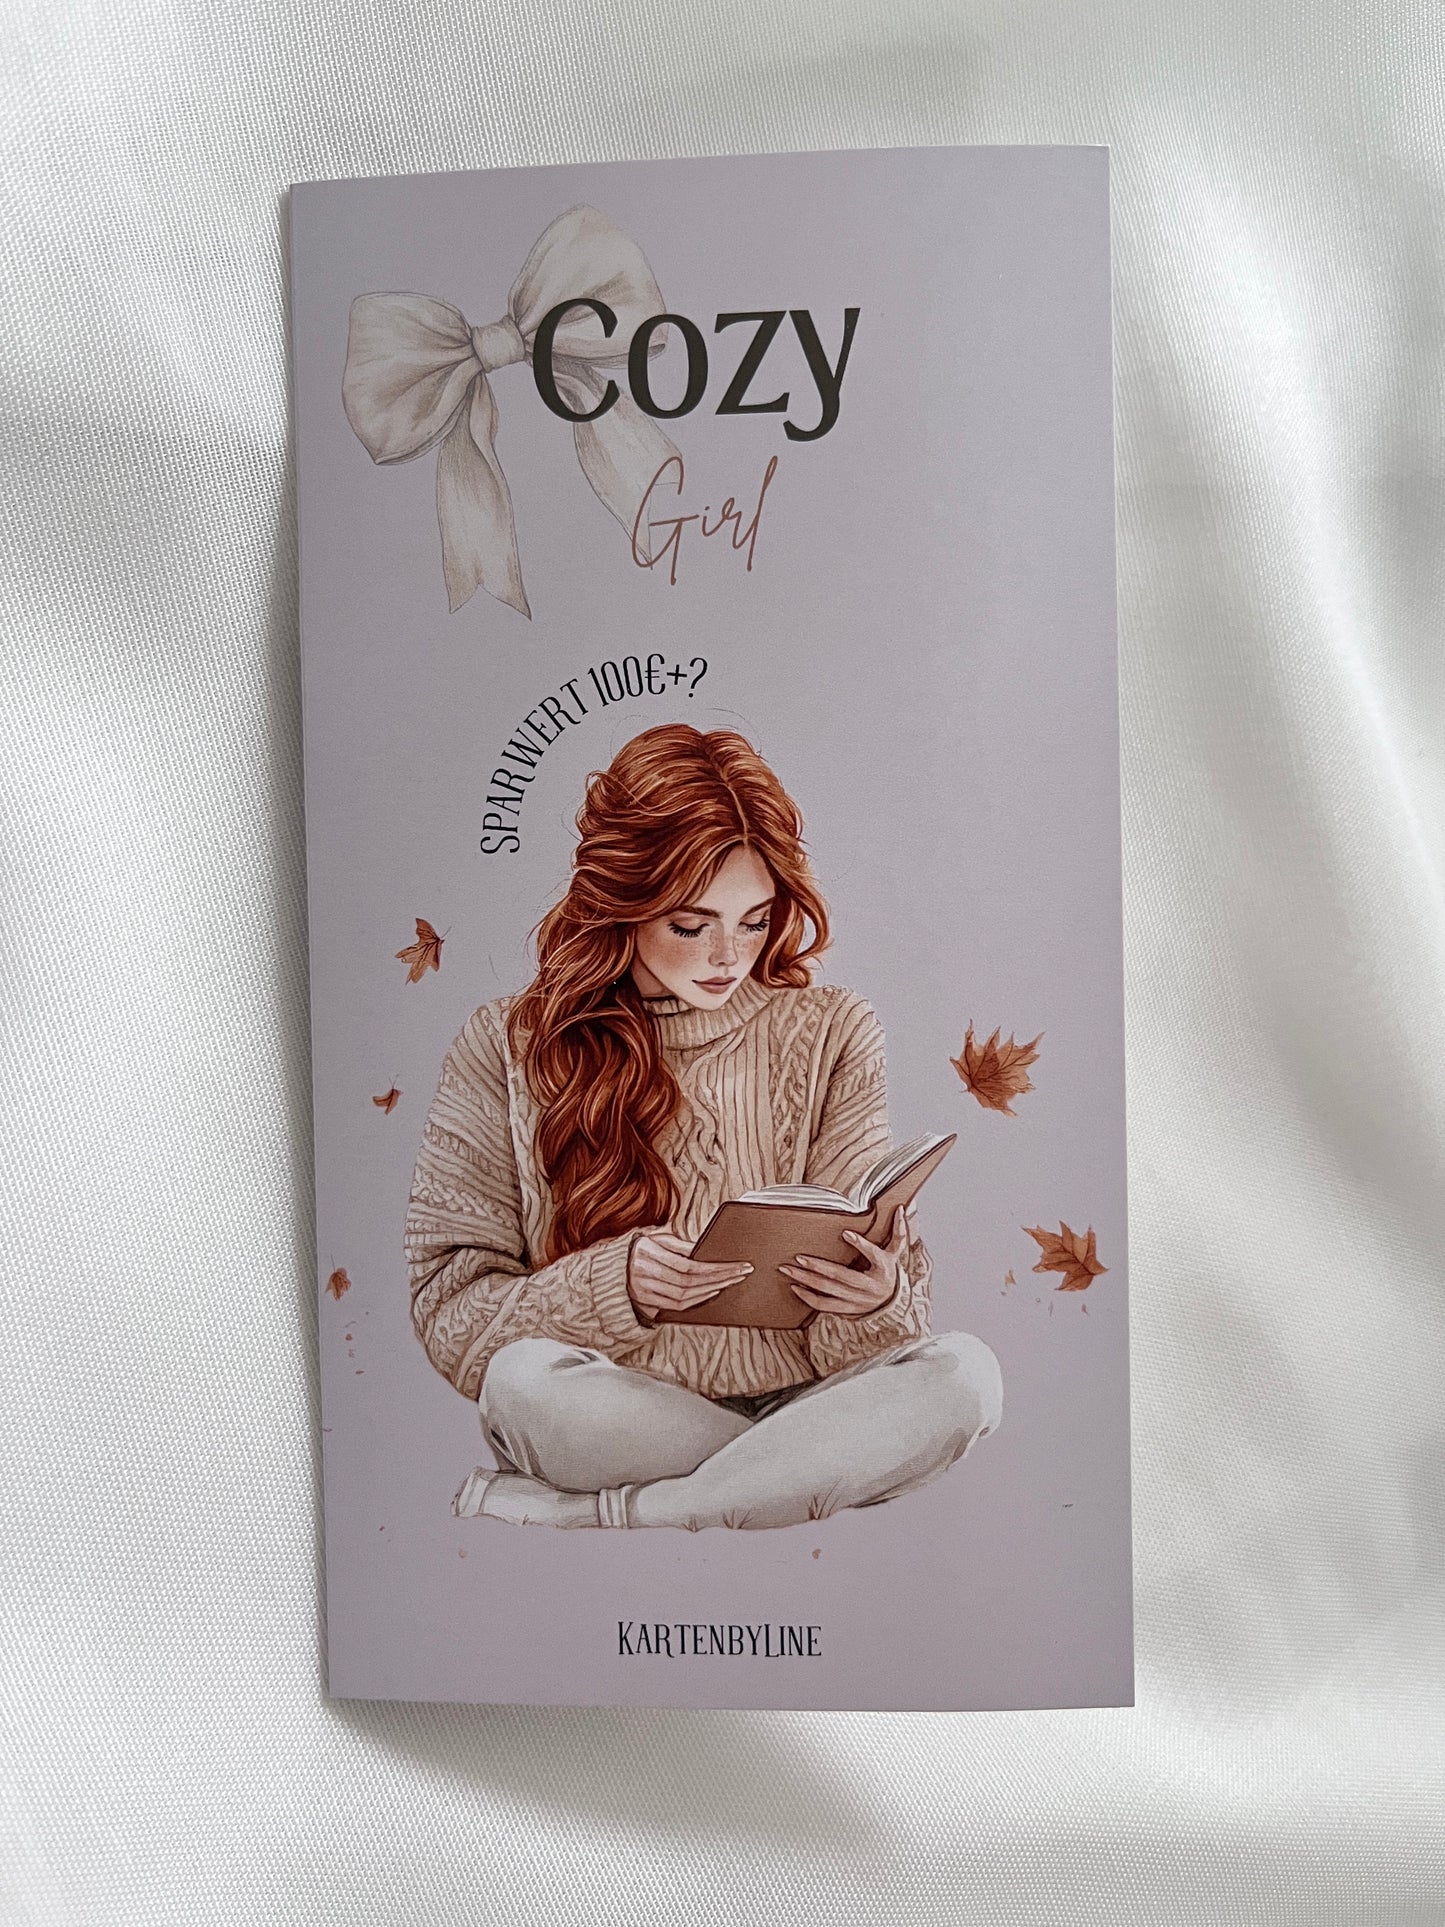 Cozy
Girl
SPARWERT 100€+?
KARTENBYLINE